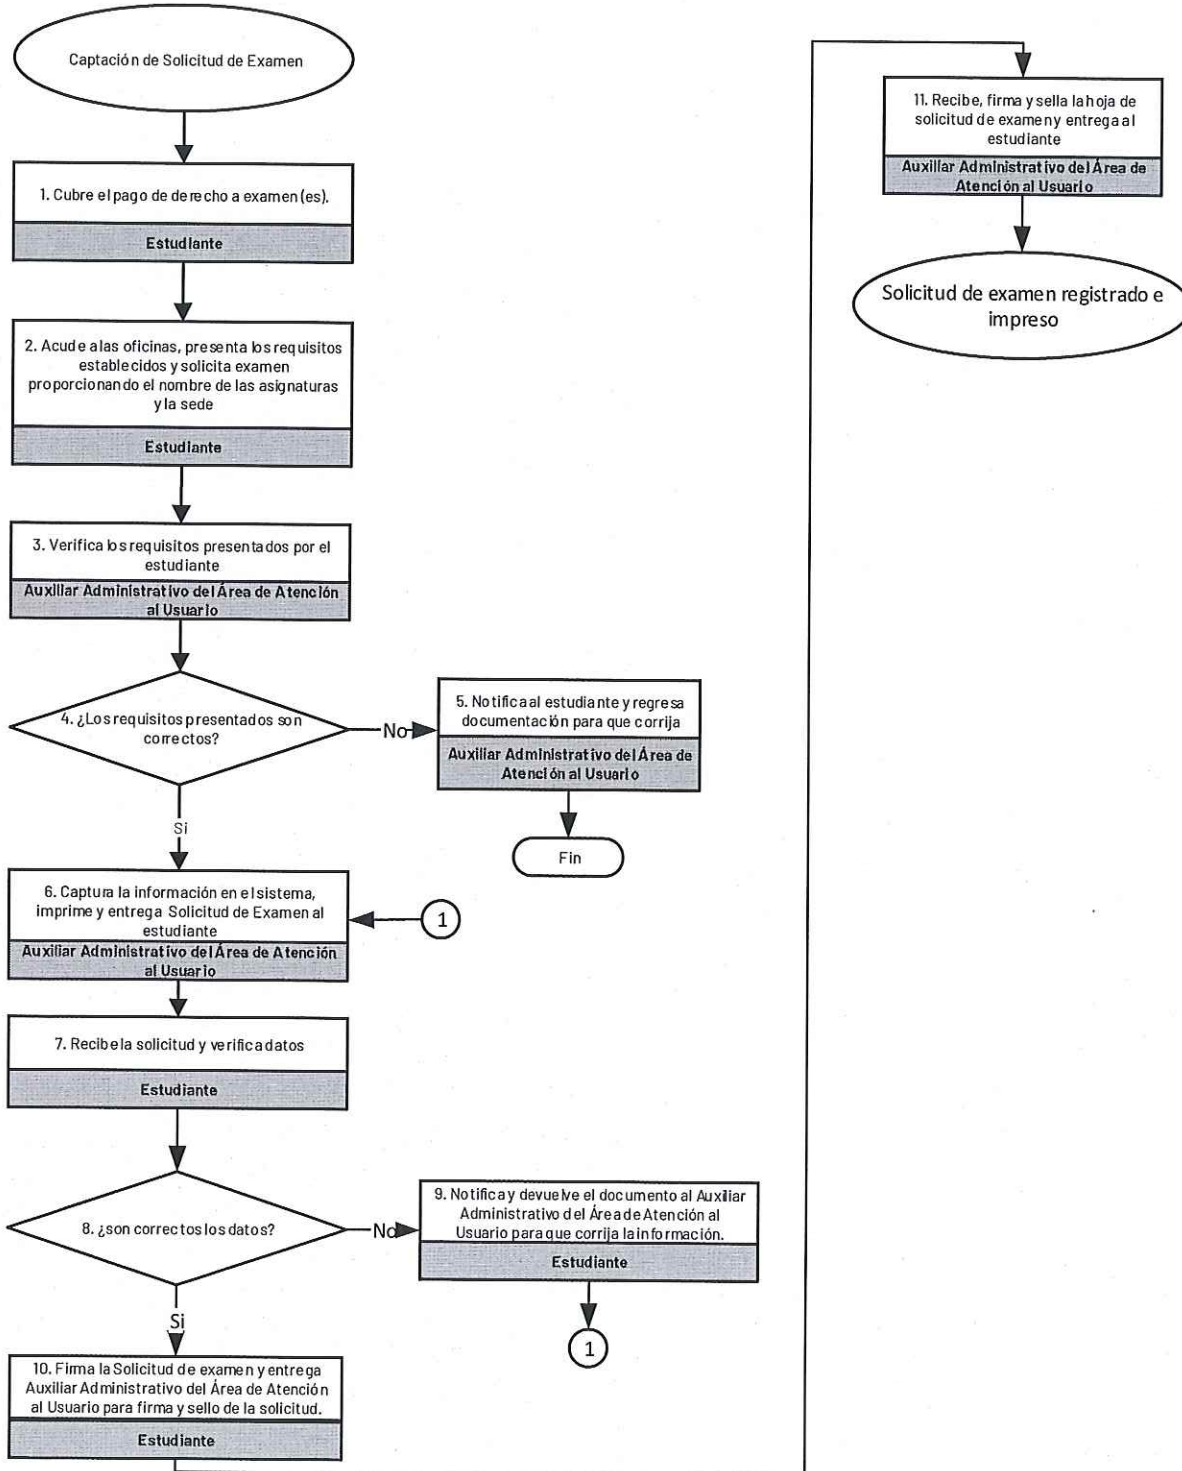 Captación de Solicitud de Examen
1. Cubre el pago de derecho a examen (es).
Estudiante
2. Acude a las oficinas, presenta los requisitos
establecidos y solicita examen
proporcionando el nombre de las asignaturas
y la sede
Estudiante
3. Verifica los requisitos presentados por el
estudiante
Auxiliar Administrativo del Área de Atención
al Usuario
4. ¿Los requisitos presentados son
correctos?
No
5. Notifica al estudiante y regresa
documentación para que corrija
Auxiliar Administrativo del Área de
Atención al Usuario
Fin
Si
6. Captura la información en el sistema,
imprime y entrega Solicitud de Examen al
estudiante
Auxiliar Administrativo del Área de Atención
al Usuario
1
7. Recibe la solicitud y verifica datos
Estudiante
8. ¿son correctos los datos?
No
9. Notifica y devuelve el documento al Auxiliar
Administrativo del Área de Atención al
Usuario para que corrija la información.
Estudiante
1
Si
10. Firma la Solicitud de examen y entrega
Auxiliar Administrativo del Área de Atención
al Usuario para firma y sello de la solicitud.
Estudiante
11. Recibe, firma y sella la hoja de
solicitud de examen y entrega al
estudiante
Auxiliar Administrativo del Área de
Atención al Usuario
Solicitud de examen registrado e
impreso